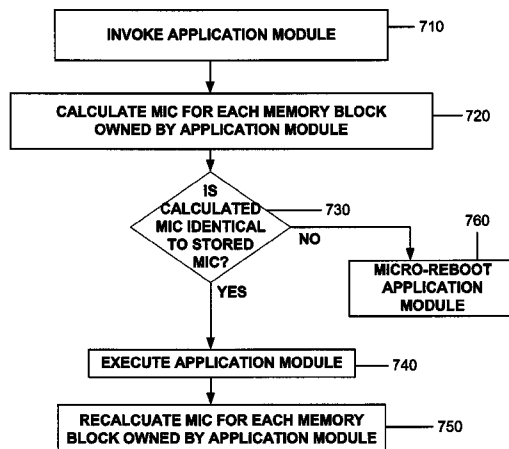 INVOKE APPLICATION MODULE
710
CALCULATE MIC FOR EACH MEMORY BLOCK
OWNED BY APPLICATION MODULE
720
IS
CALCULATED
MIC IDENTICAL
TO STORED
MIC?
730
NO
YES
760
MICRO-REBOOT
APPLICATION
MODULE
EXECUTE APPLICATION MODULE
740
RECALCUATE MIC FOR EACH MEMORY
BLOCK OWNED BY APPLICATION MODULE
750